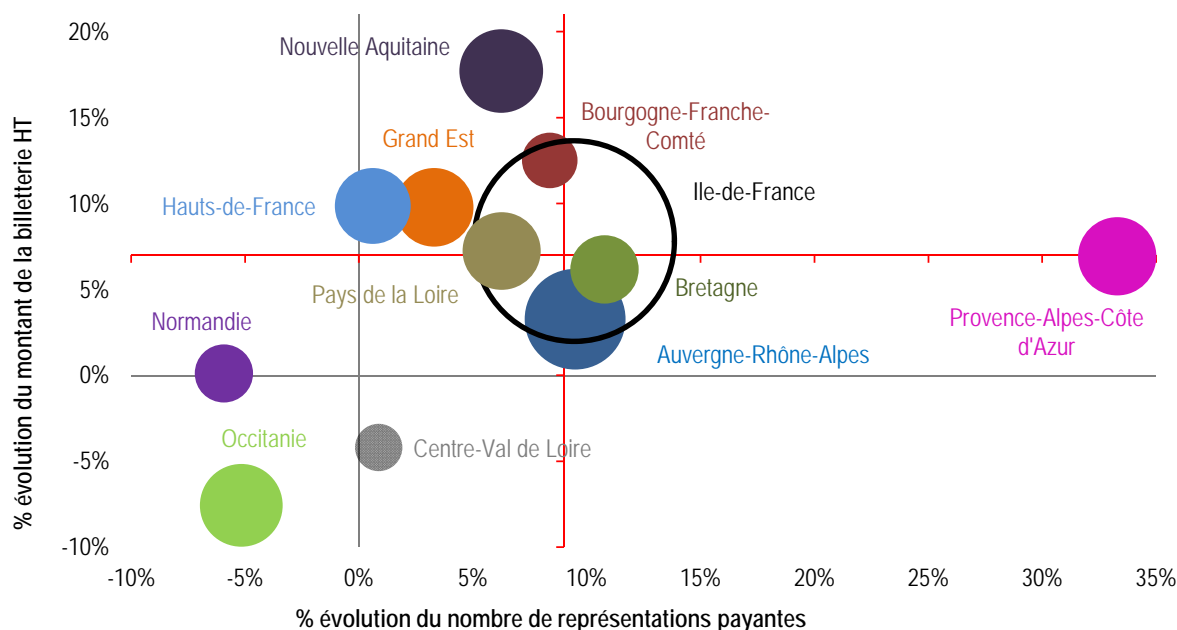 20%
15%
10%
5%
0%
-5%
-10%
% évolution du montant de la billetterie HT
Nouvelle Aquitaine
Bourgogne-Franche-
Comté
Grand Est
Ile-de-France
Hauts-de-France
Pays de la Loire
Bretagne
Normandie
Provence-Alpes-Côte
d'Azur
Auvergne-Rhône-Alpes
Occitanie
Centre-Val de Loire
-10%
-5%
0%
5%
10%
15%
20%
25%
30%
35%
% évolution du nombre de représentations payantes